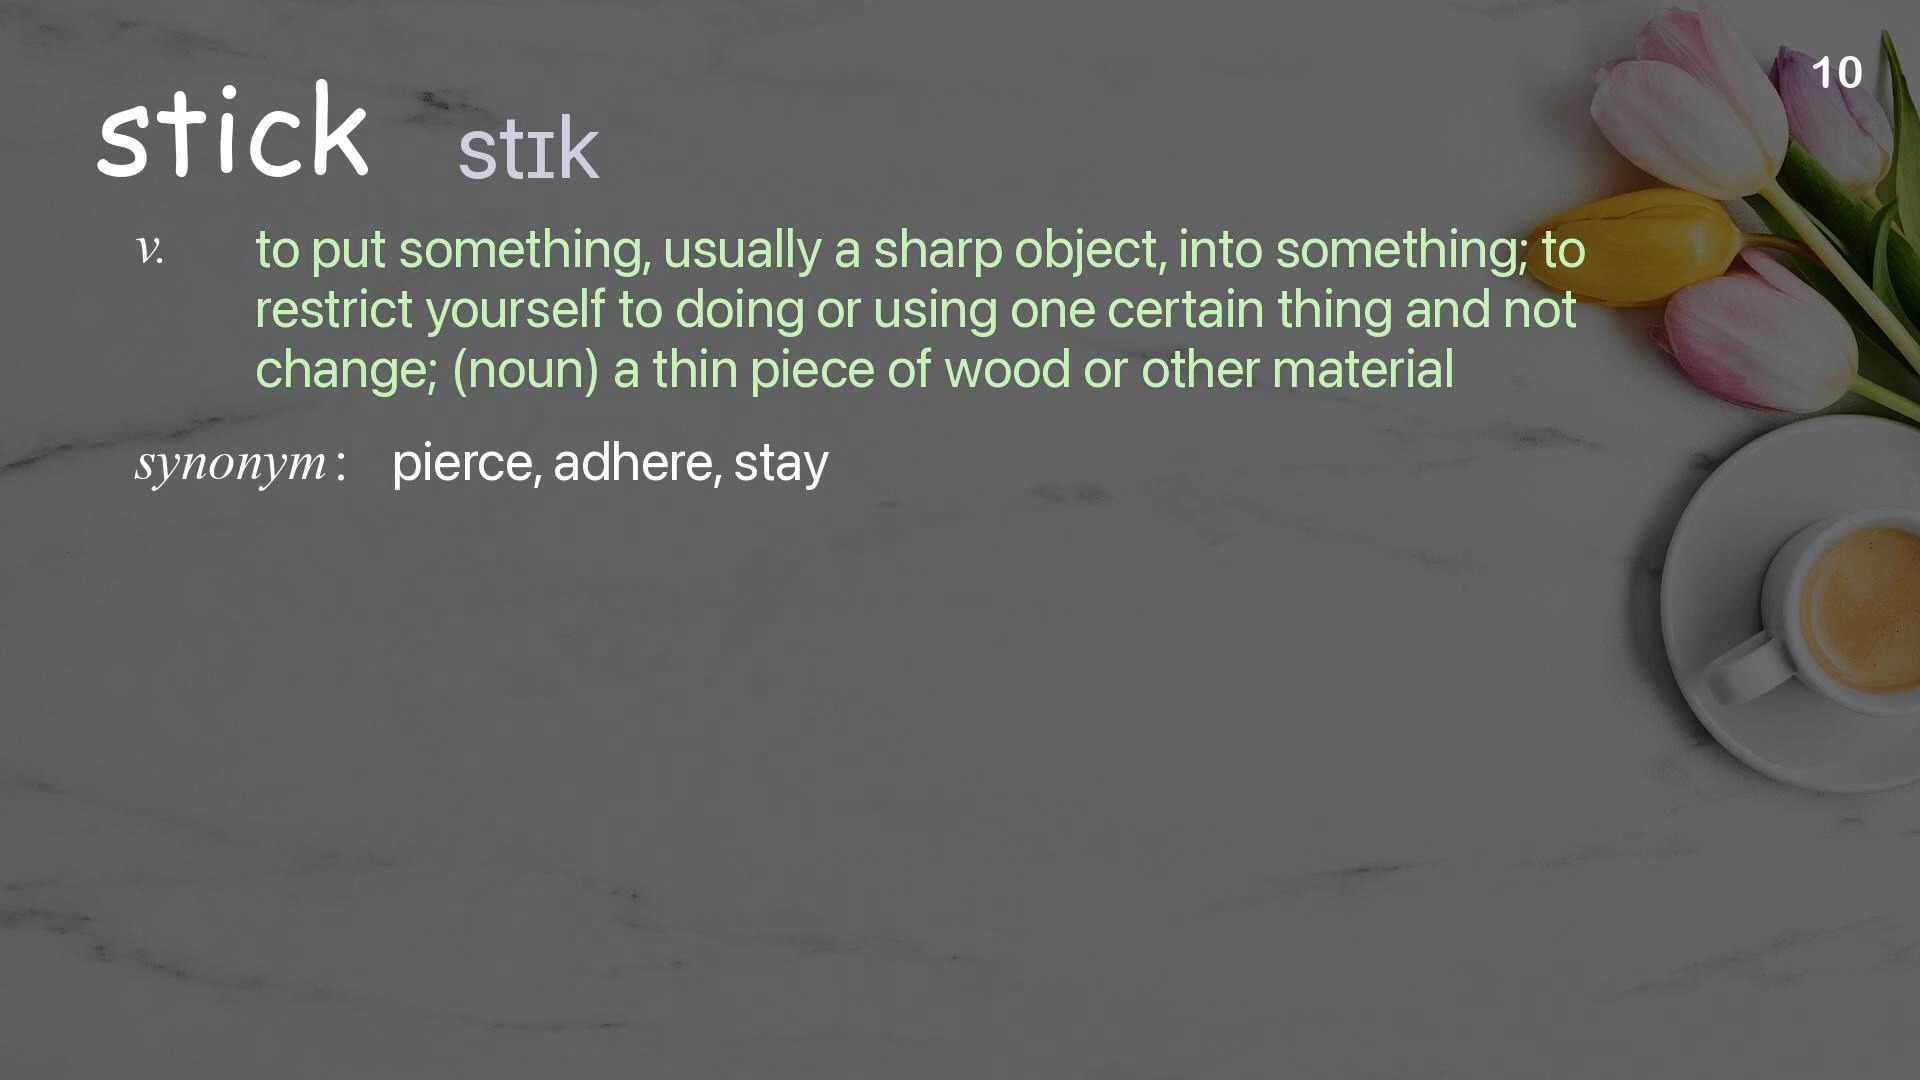 10
stick stɪk
v. to put something, usually a sharp object, into something; to
restrict yourself to doing or using one certain thing and not
change; (noun) a thin piece of wood or other material
synonym: pierce, adhere, stay